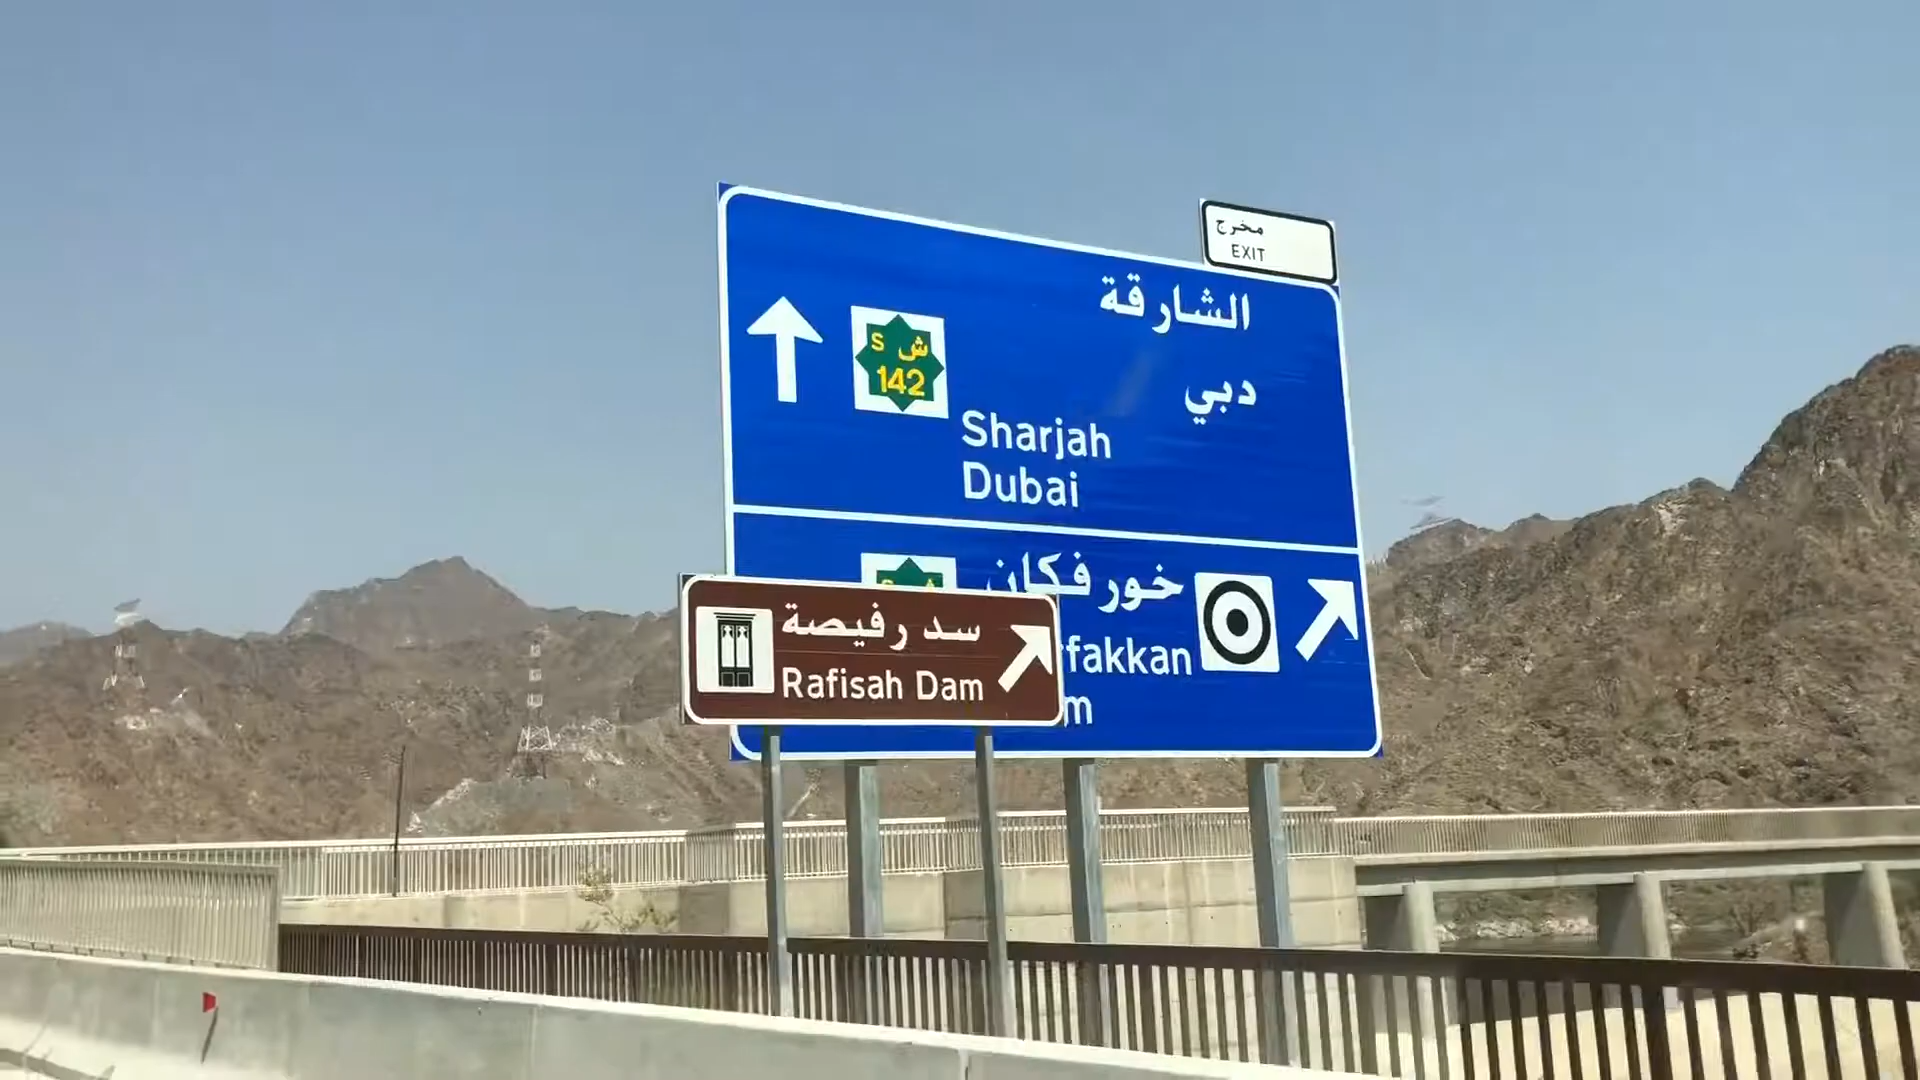 مخرج
EXIT
الشارقة
دبي
S ش
142
Sharjah
Dubai
خورفكان
سد رفيصة
Rafisah Dam